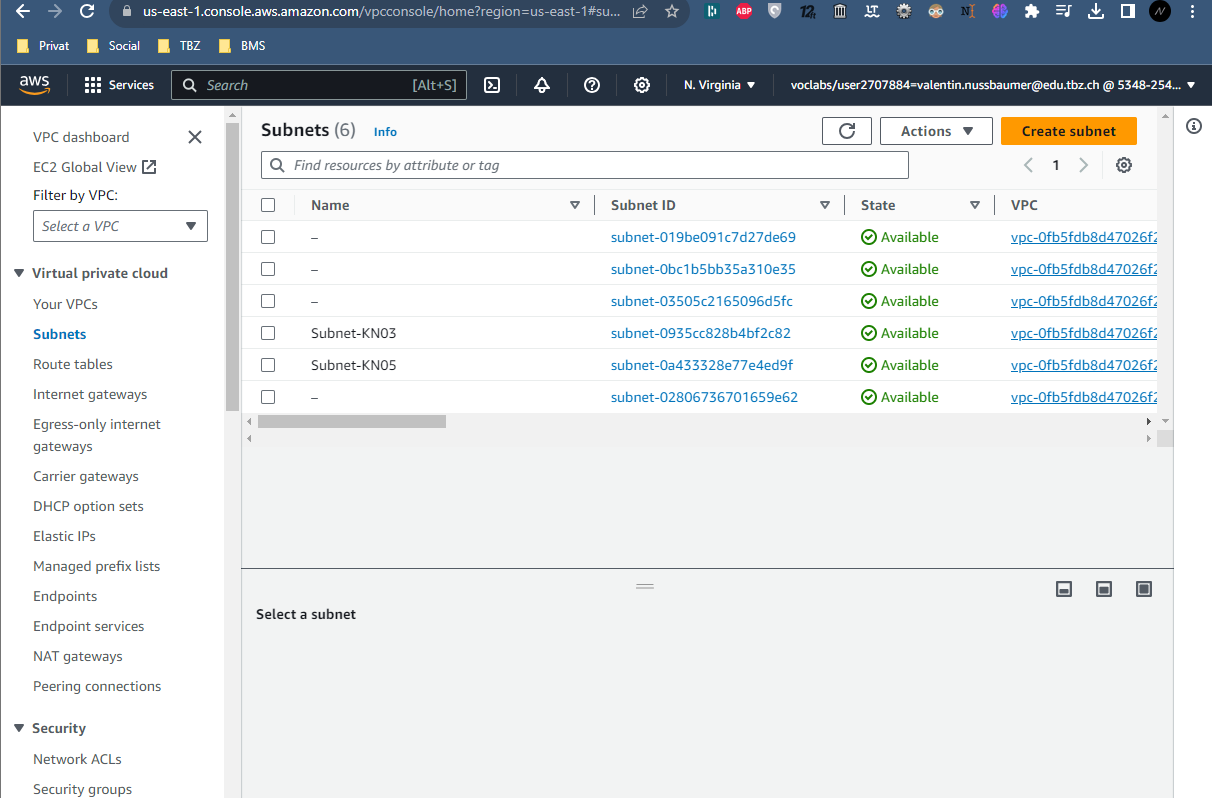 us-east-1.console.aws.amazon.com/vpcconsole/home?region=us-east-1#su...
ABP
Privat
Social
TBZ
BMS
aws
Services
Search
[Alt+S]
N. Virginia
voclabs/user2707884=valentin.nussbaumer@edu.tbz.ch @ 5348-254...
VPC dashboard
EC2 Global View
Filter by VPC:
Select a VPC
Virtual private cloud
Your VPCs
Subnets
Route tables
Internet gateways
Egress-only internet
gateways
Carrier gateways
DHCP option sets
Elastic IPs
Managed prefix lists
Endpoints
Endpoint services
NAT gateways
Peering connections
Security
Network ACLs
Security groups
Subnets (6) Info
Actions
Create subnet
Find resources by attribute or tag
1
Name Subnet ID State VPC
– subnet-019be091c7d27de69 Available vpc-0fb5fdb8d47026f2
– subnet-0bc1b5bb35a310e35 Available vpc-0fb5fdb8d47026f2
– subnet-03505c2165096d5fc Available vpc-0fb5fdb8d47026f2
Subnet-KN03 subnet-0935cc828b4bf2c82 Available vpc-0fb5fdb8d47026f2
Subnet-KN05 subnet-0a433328e77e4ed9f Available vpc-0fb5fdb8d47026f2
– subnet-02806736701659e62 Available vpc-0fb5fdb8d47026f2
Select a subnet